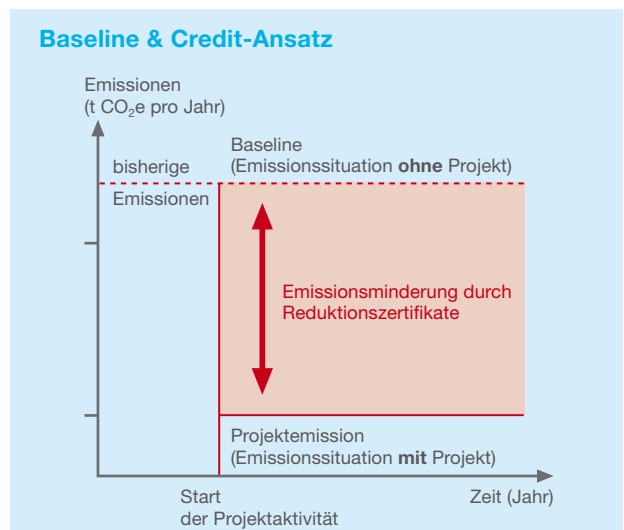 Baseline & Credit-Ansatz
Emissionen
(t CO₂e pro Jahr)
Baseline
(Emissionssituation ohne Projekt)
bisherige
Emissionen
Emissionsminderung durch
Reduktionszertifikate
Projektemission
(Emissionssituation mit Projekt)
Start
der Projektaktivität
Zeit (Jahr)